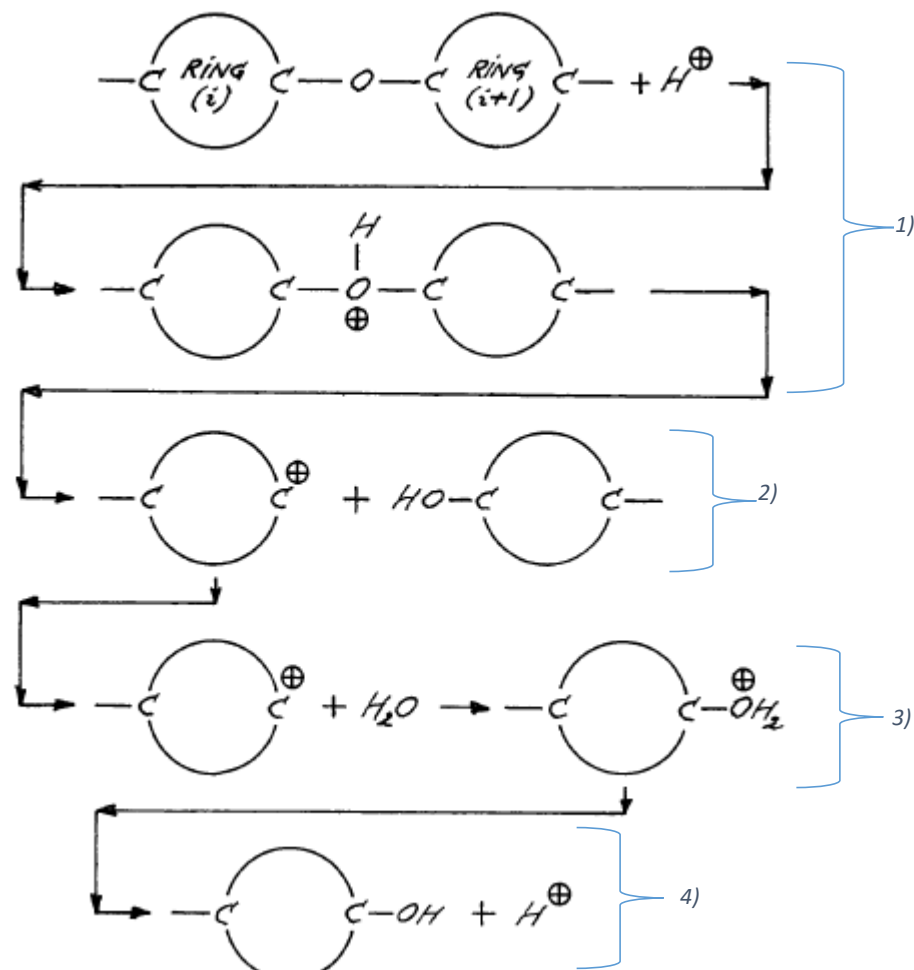 —C RING (i) C—O—C RING (i+1) C— + H⊕
1)
H
—C C—O—C C—
⊕
—C C⊕ + HO—C C—
2)
—C C⊕ + H₂O → —C C—OH₂
⊕
3)
—C C—OH + H⊕
4)